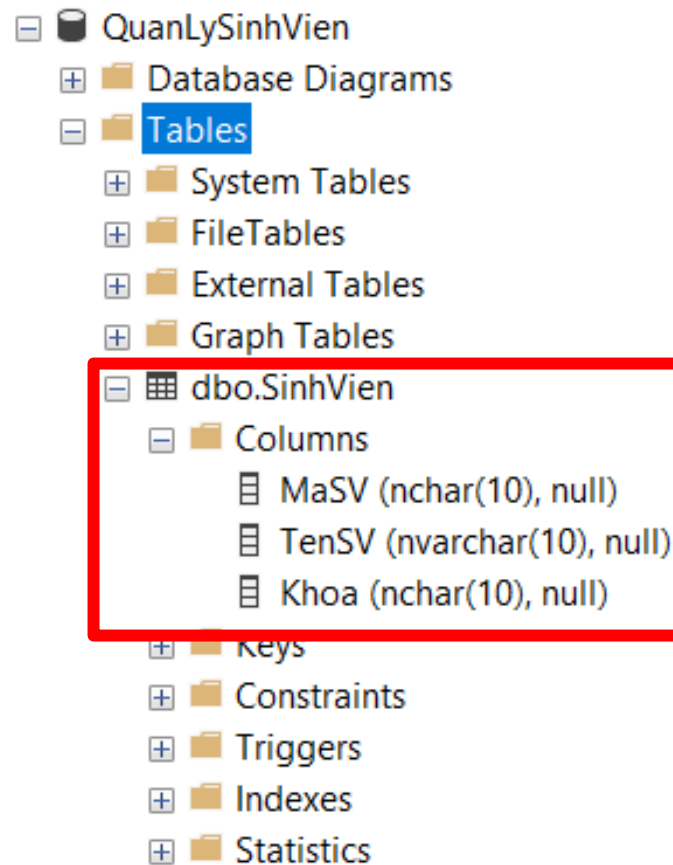 QuanLySinhVien
Database Diagrams
Tables
System Tables
FileTables
External Tables
Graph Tables
dbo.SinhVien
Columns
MaSV (nchar(10), null)
TenSV (nvarchar(10), null)
Khoa (nchar(10), null)
Keys
Constraints
Triggers
Indexes
Statistics